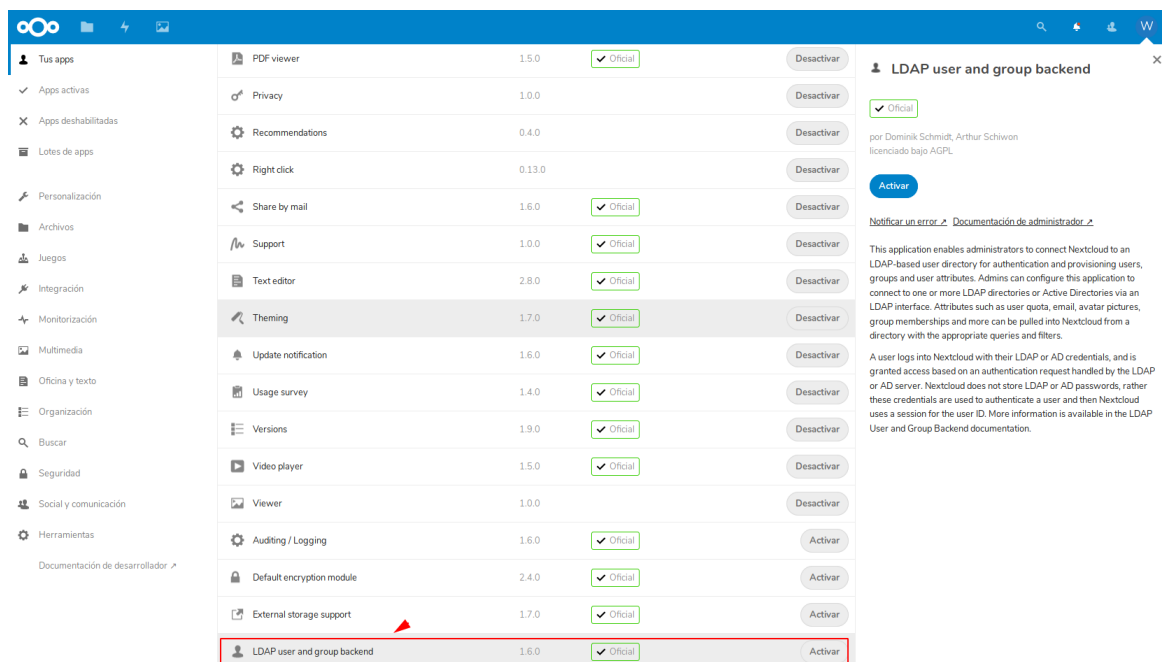 W
Tus apps
Apps activas
Apps deshabilitadas
Lotes de apps
Personalización
Archivos
Juegos
Integración
Monitorización
Multimedia
Oficina y texto
Organización
Buscar
Seguridad
Social y comunicación
Herramientas
Documentación de desarrollador ↗
PDF viewer 1.5.0 ✔ Oficial Desactivar
Privacy 1.0.0 Desactivar
Recommendations 0.4.0 Desactivar
Right click 0.13.0 Desactivar
Share by mail 1.6.0 ✔ Oficial Desactivar
Support 1.0.0 ✔ Oficial Desactivar
Text editor 2.8.0 ✔ Oficial Desactivar
Theming 1.7.0 ✔ Oficial Desactivar
Update notification 1.6.0 ✔ Oficial Desactivar
Usage survey 1.4.0 ✔ Oficial Desactivar
Versions 1.9.0 ✔ Oficial Desactivar
Video player 1.5.0 ✔ Oficial Desactivar
Viewer 1.0.0 Desactivar
Auditing / Logging 1.6.0 ✔ Oficial Activar
Default encryption module 2.4.0 ✔ Oficial Activar
External storage support 1.7.0 ✔ Oficial Activar
LDAP user and group backend 1.6.0 ✔ Oficial Activar
LDAP user and group backend
✔ Oficial
por Dominik Schmidt, Arthur Schiwon
licenciado bajo AGPL
Activar
Notificar un error ↗ Documentación de administrador ↗
This application enables administrators to connect Nextcloud to an
LDAP-based user directory for authentication and provisioning users,
groups and user attributes. Admins can configure this application to
connect to one or more LDAP directories or Active Directories via an
LDAP interface. Attributes such as user quota, email, avatar pictures,
group memberships and more can be pulled into Nextcloud from a
directory with the appropriate queries and filters.
A user logs into Nextcloud with their LDAP or AD credentials, and is
granted access based on an authentication request handled by the LDAP
or AD server. Nextcloud does not store LDAP or AD passwords, rather
these credentials are used to authenticate a user and then Nextcloud
uses a session for the user ID. More information is available in the LDAP
User and Group Backend documentation.